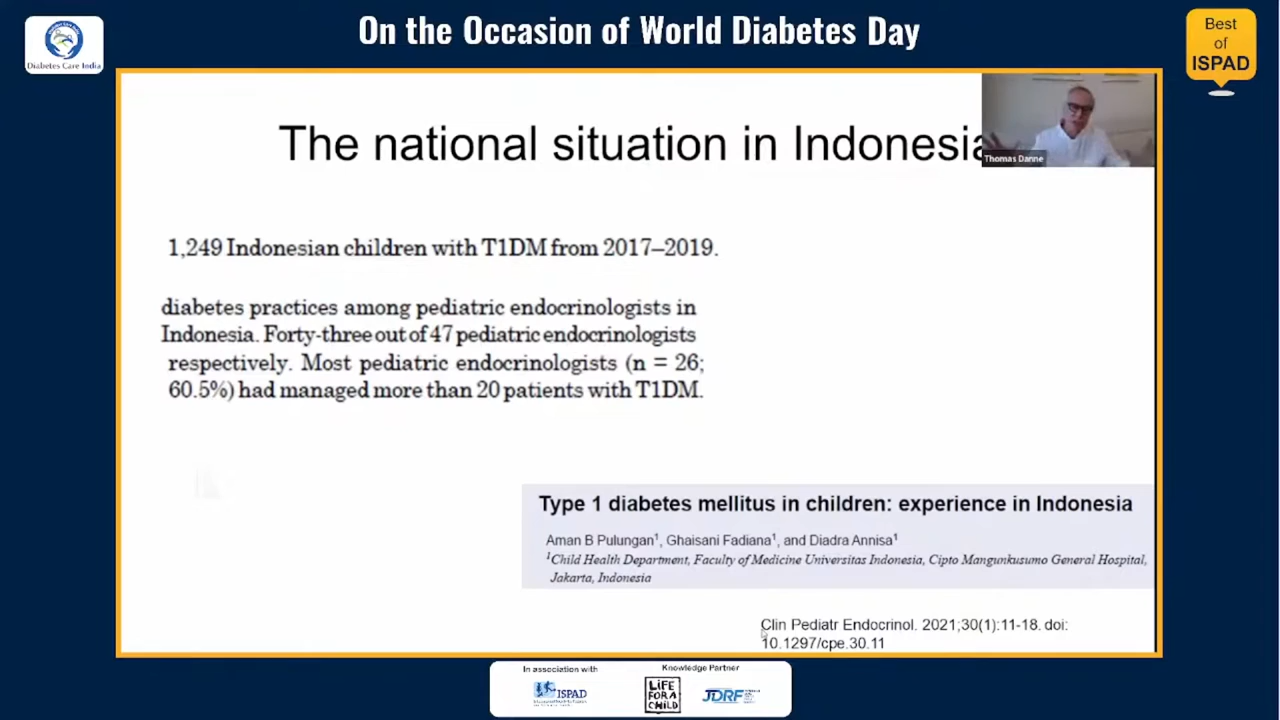 On the Occasion of World Diabetes Day
Best
of
ISPAD
Diabetes Care India
The national situation in Indonesia
Thomas Danne
1,249 Indonesian children with T1DM from 2017–2019.
diabetes practices among pediatric endocrinologists in
Indonesia. Forty-three out of 47 pediatric endocrinologists
respectively. Most pediatric endocrinologists (n = 26;
60.5%) had managed more than 20 patients with T1DM.
Type 1 diabetes mellitus in children: experience in Indonesia
Aman B Pulungan¹, Ghaisani Fadiana¹, and Diadra Annisa¹
¹Child Health Department, Faculty of Medicine Universitas Indonesia, Cipto Mangunkusumo General Hospital,
Jakarta, Indonesia
Clin Pediatr Endocrinol. 2021;30(1):11-18. doi:
10.1297/cpe.30.11
In association with
Knowledge Partner
ISPAD
LiFE
FOR A
CHILD
JDRF